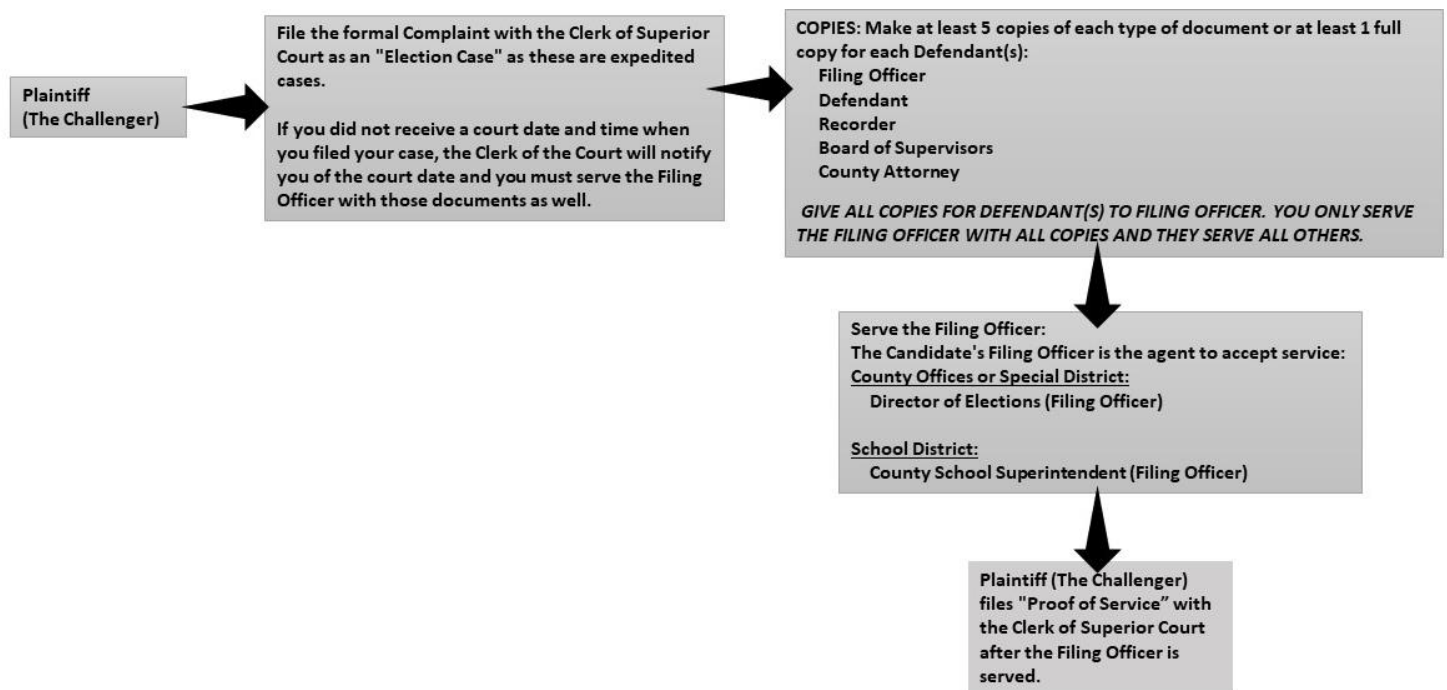 Plaintiff
(The Challenger)
File the formal Complaint with the Clerk of Superior
Court as an "Election Case" as these are expedited
cases.
If you did not receive a court date and time when
you filed your case, the Clerk of the Court will notify
you of the court date and you must serve the Filing
Officer with those documents as well.
COPIES: Make at least 5 copies of each type of document or at least 1 full
copy for each Defendant(s):
Filing Officer
Defendant
Recorder
Board of Supervisors
County Attorney
GIVE ALL COPIES FOR DEFENDANT(S) TO FILING OFFICER. YOU ONLY SERVE
THE FILING OFFICER WITH ALL COPIES AND THEY SERVE ALL OTHERS.
Serve the Filing Officer:
The Candidate's Filing Officer is the agent to accept service:
County Offices or Special District:
Director of Elections (Filing Officer)
School District:
County School Superintendent (Filing Officer)
Plaintiff (The Challenger)
files "Proof of Service” with
the Clerk of Superior Court
after the Filing Officer is
served.